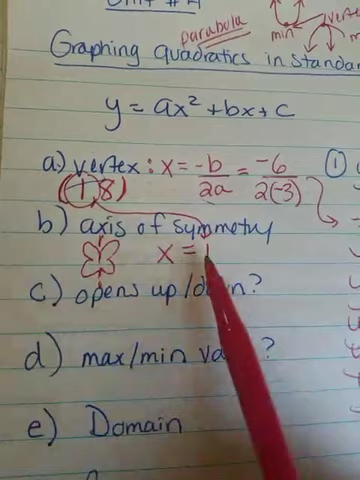 parabola
min
Graphing quadratics in standar
y = ax² + bx + c
a) vertex : x = -b/2a = -6/2(-3) ①
(1, 8)
b) axis of symmetry
x = 1
c) opens up/down?
d) max/min va ?
e) Domain